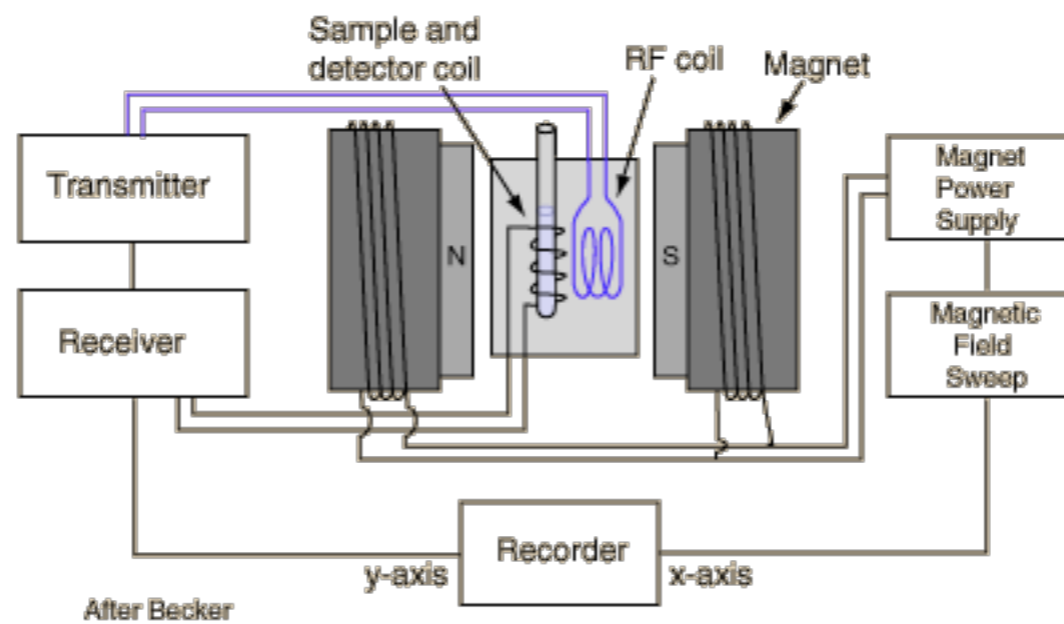 Sample and
detector coil
RF coil
Magnet
Transmitter
Magnet
Power
Supply
N
S
Receiver
Magnetic
Field
Sweep
Recorder
y-axis
x-axis
After Becker